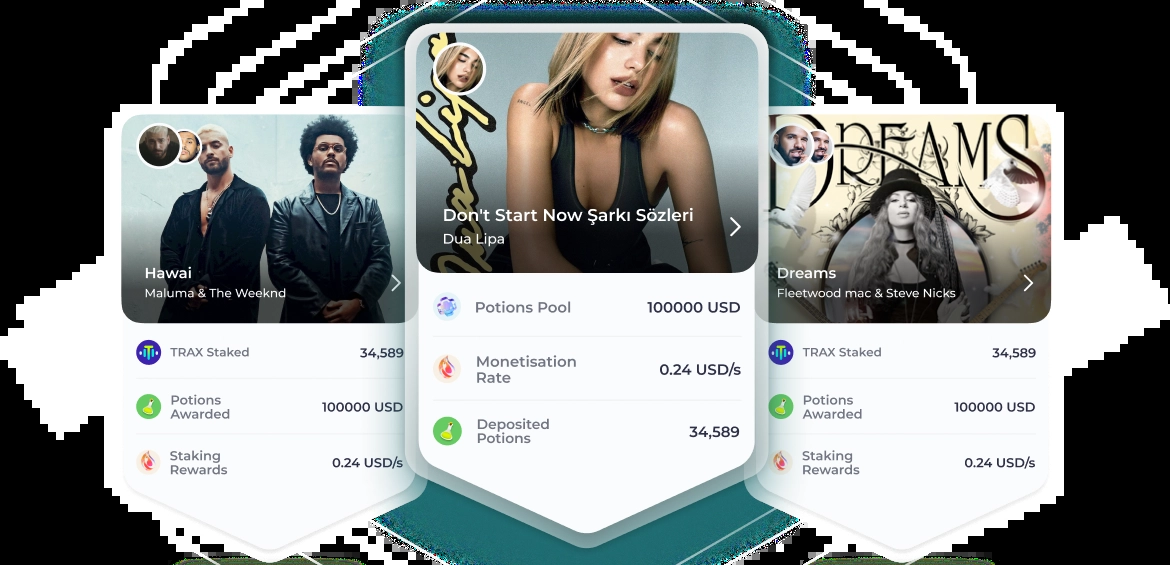 Hawai
Maluma & The Weeknd
TRAX Staked 34,589
Potions
Awarded 100000 USD
Staking
Rewards 0.24 USD/s
Dua Lipa
Don't Start Now Şarkı Sözleri
Dua Lipa
Potions Pool 100000 USD
Monetisation
Rate 0.24 USD/s
Deposited
Potions 34,589
DREAMS
Dreams
Fleetwood mac & Steve Nicks
TRAX Staked 34,589
Potions
Awarded 100000 USD
Staking
Rewards 0.24 USD/s